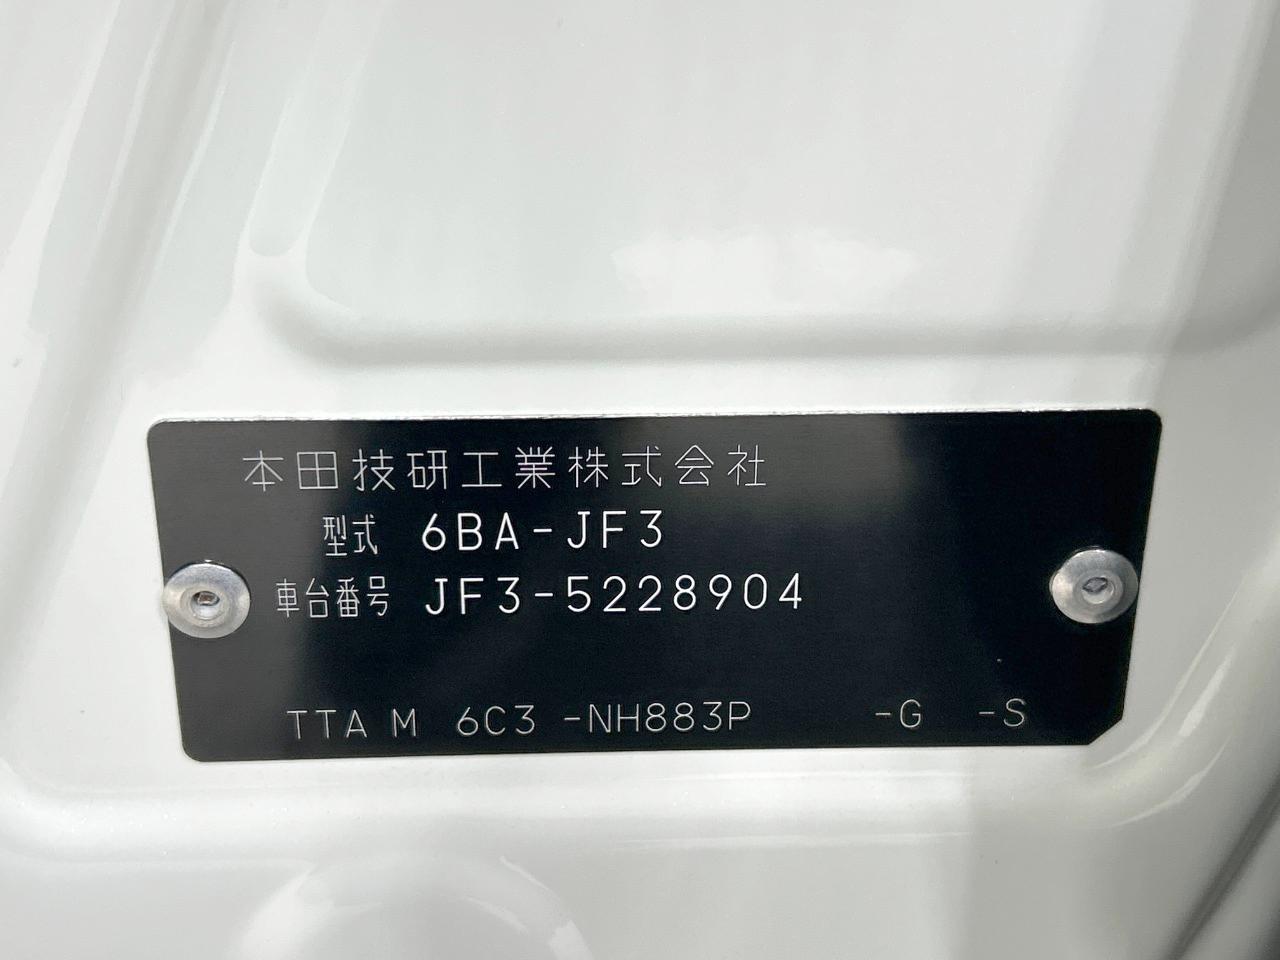 本田技研工業株式会社
型式 6BA-JF3
車台番号 JF3-5228904
TTA M 6C3 -NH883P -G -S